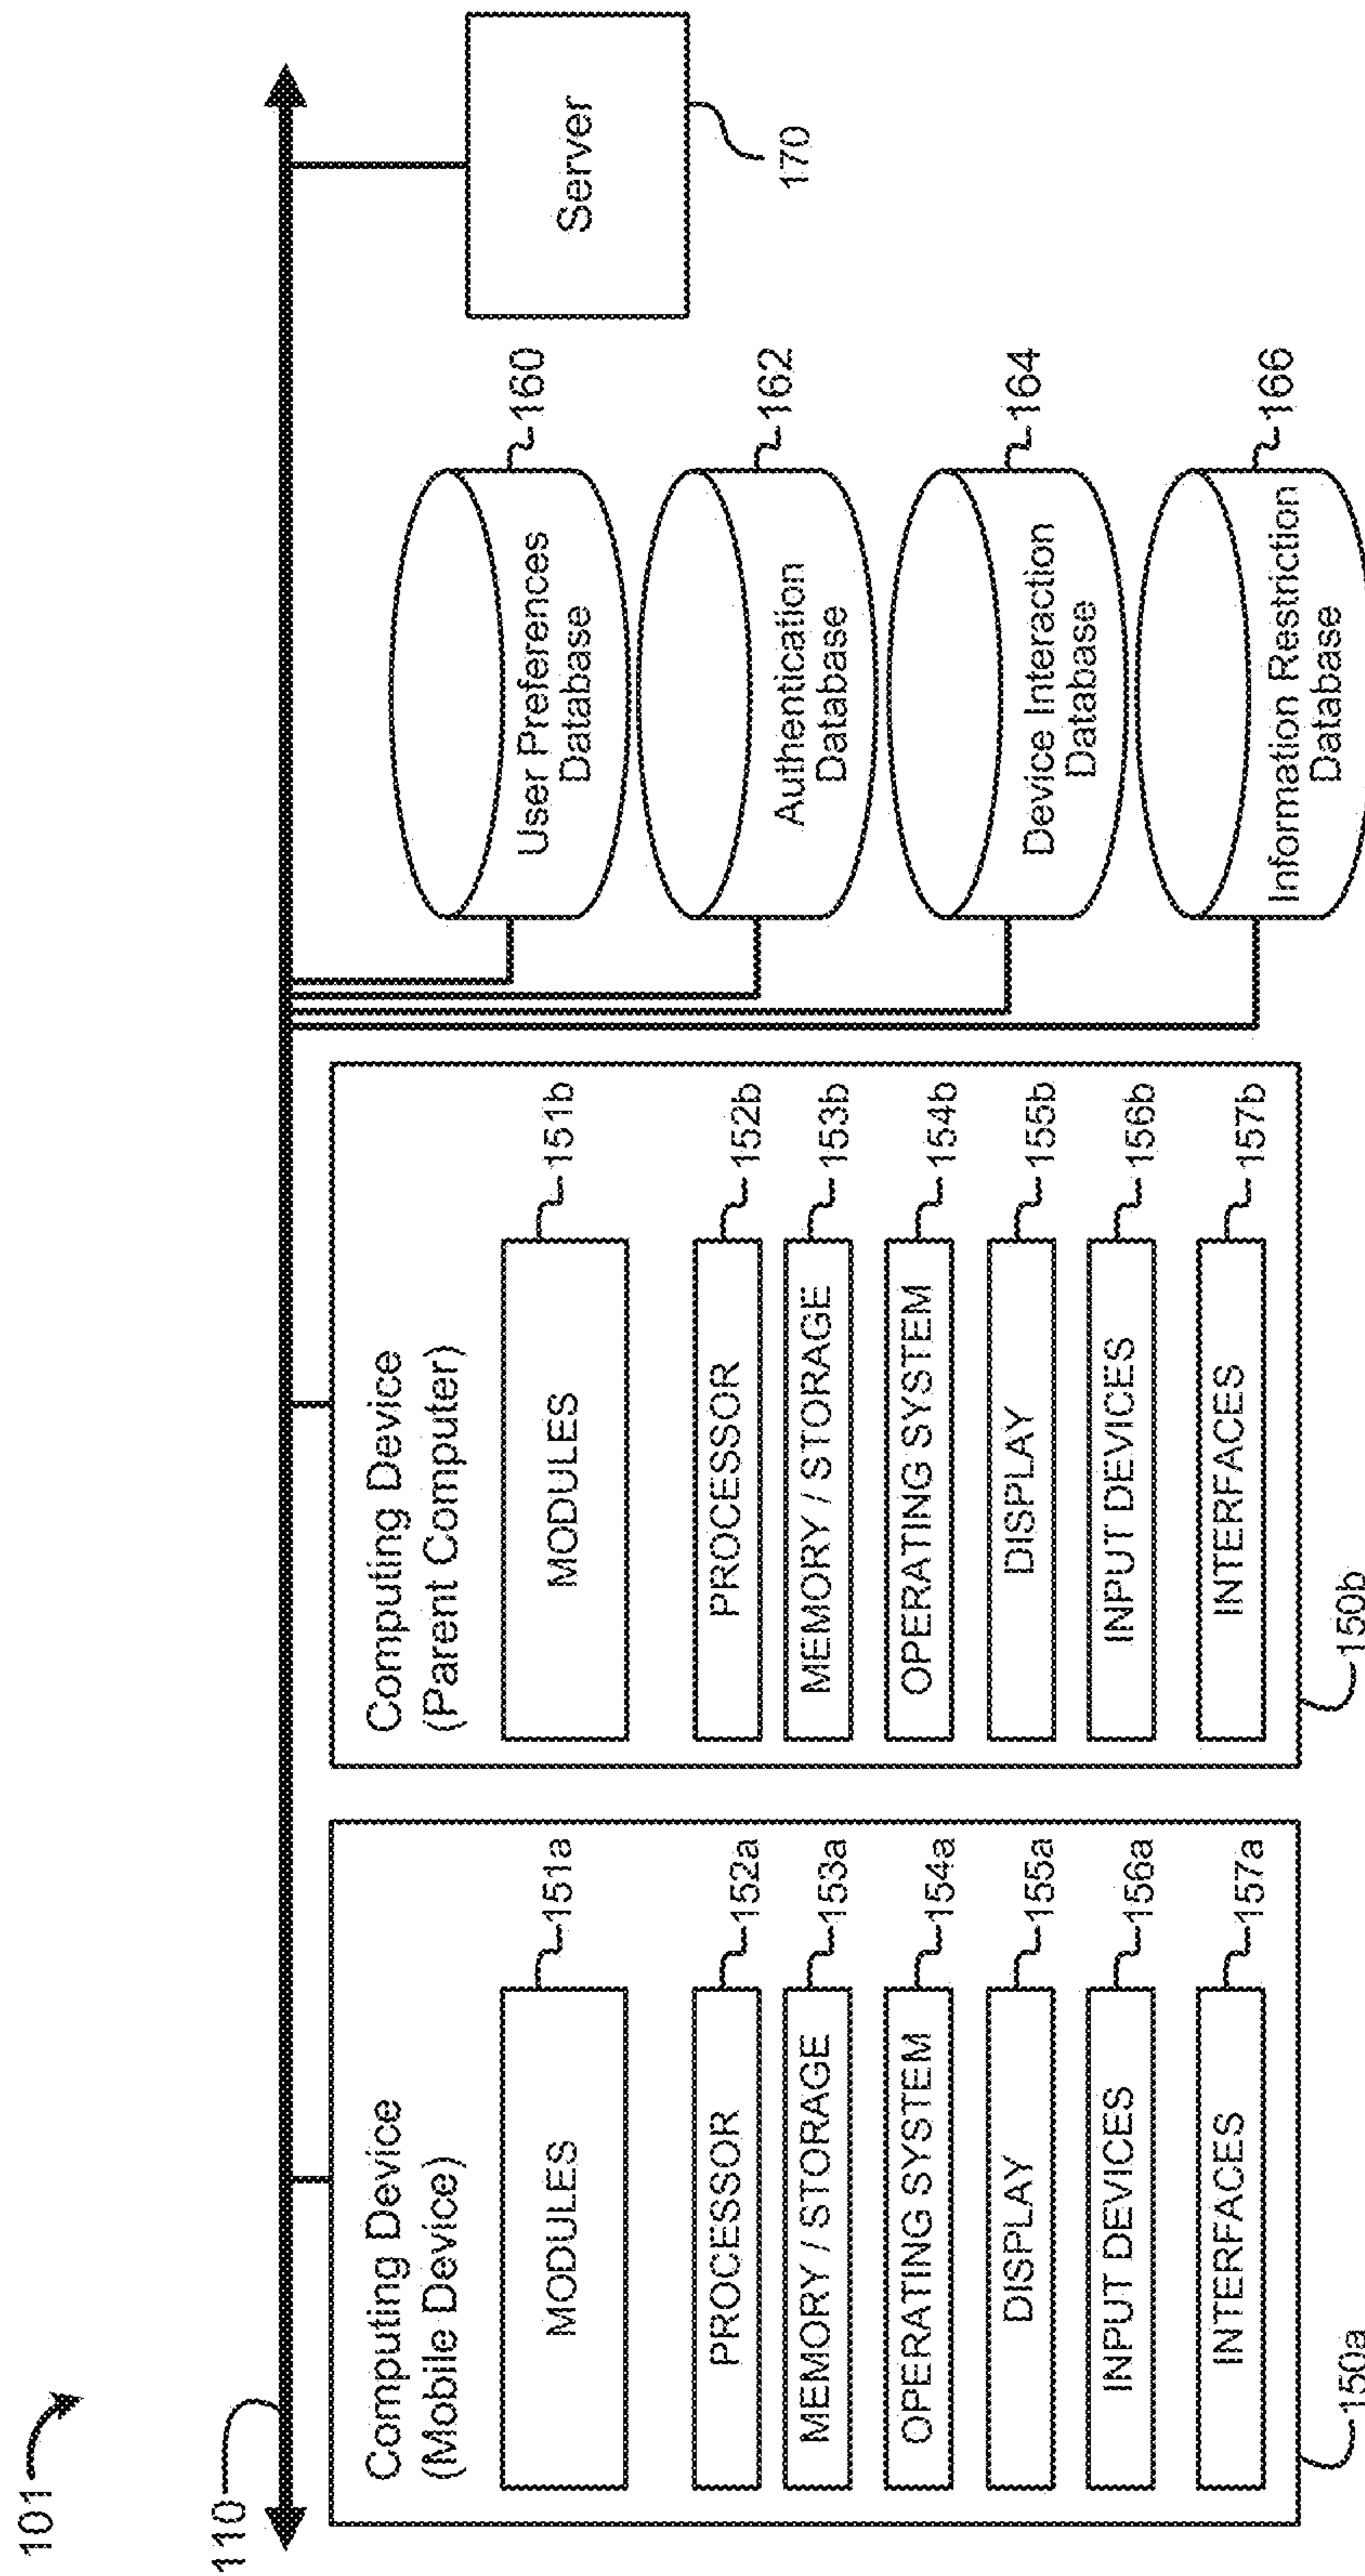 101
110
Computing Device
(Mobile Device)
MODULES
151a
PROCESSOR
152a
MEMORY / STORAGE
153a
OPERATING SYSTEM
154a
DISPLAY
155a
INPUT DEVICES
156a
INTERFACES
157a
150a
Computing Device
(Parent Computer)
MODULES
151b
PROCESSOR
152b
MEMORY / STORAGE
153b
OPERATING SYSTEM
154b
DISPLAY
155b
INPUT DEVICES
156b
INTERFACES
157b
150b
User Preferences
Database
160
Authentication
Database
162
Device Interaction
Database
164
Information Restriction
Database
166
Server
170